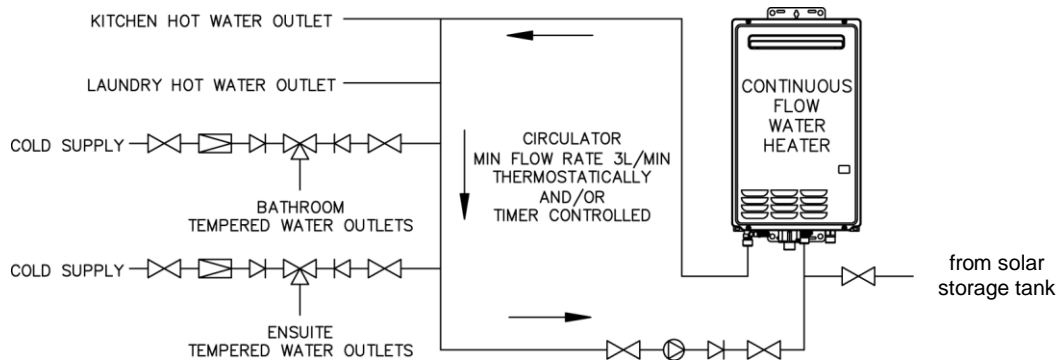 KITCHEN HOT WATER OUTLET
LAUNDRY HOT WATER OUTLET
COLD SUPPLY
BATHROOM
TEMPERED WATER OUTLETS
COLD SUPPLY
ENSUITE
TEMPERED WATER OUTLETS
CIRCULATOR
MIN FLOW RATE 3L/MIN
THERMOSTATICALLY
AND/OR
TIMER CONTROLLED
CONTINUOUS
FLOW
WATER
HEATER
from solar
storage tank